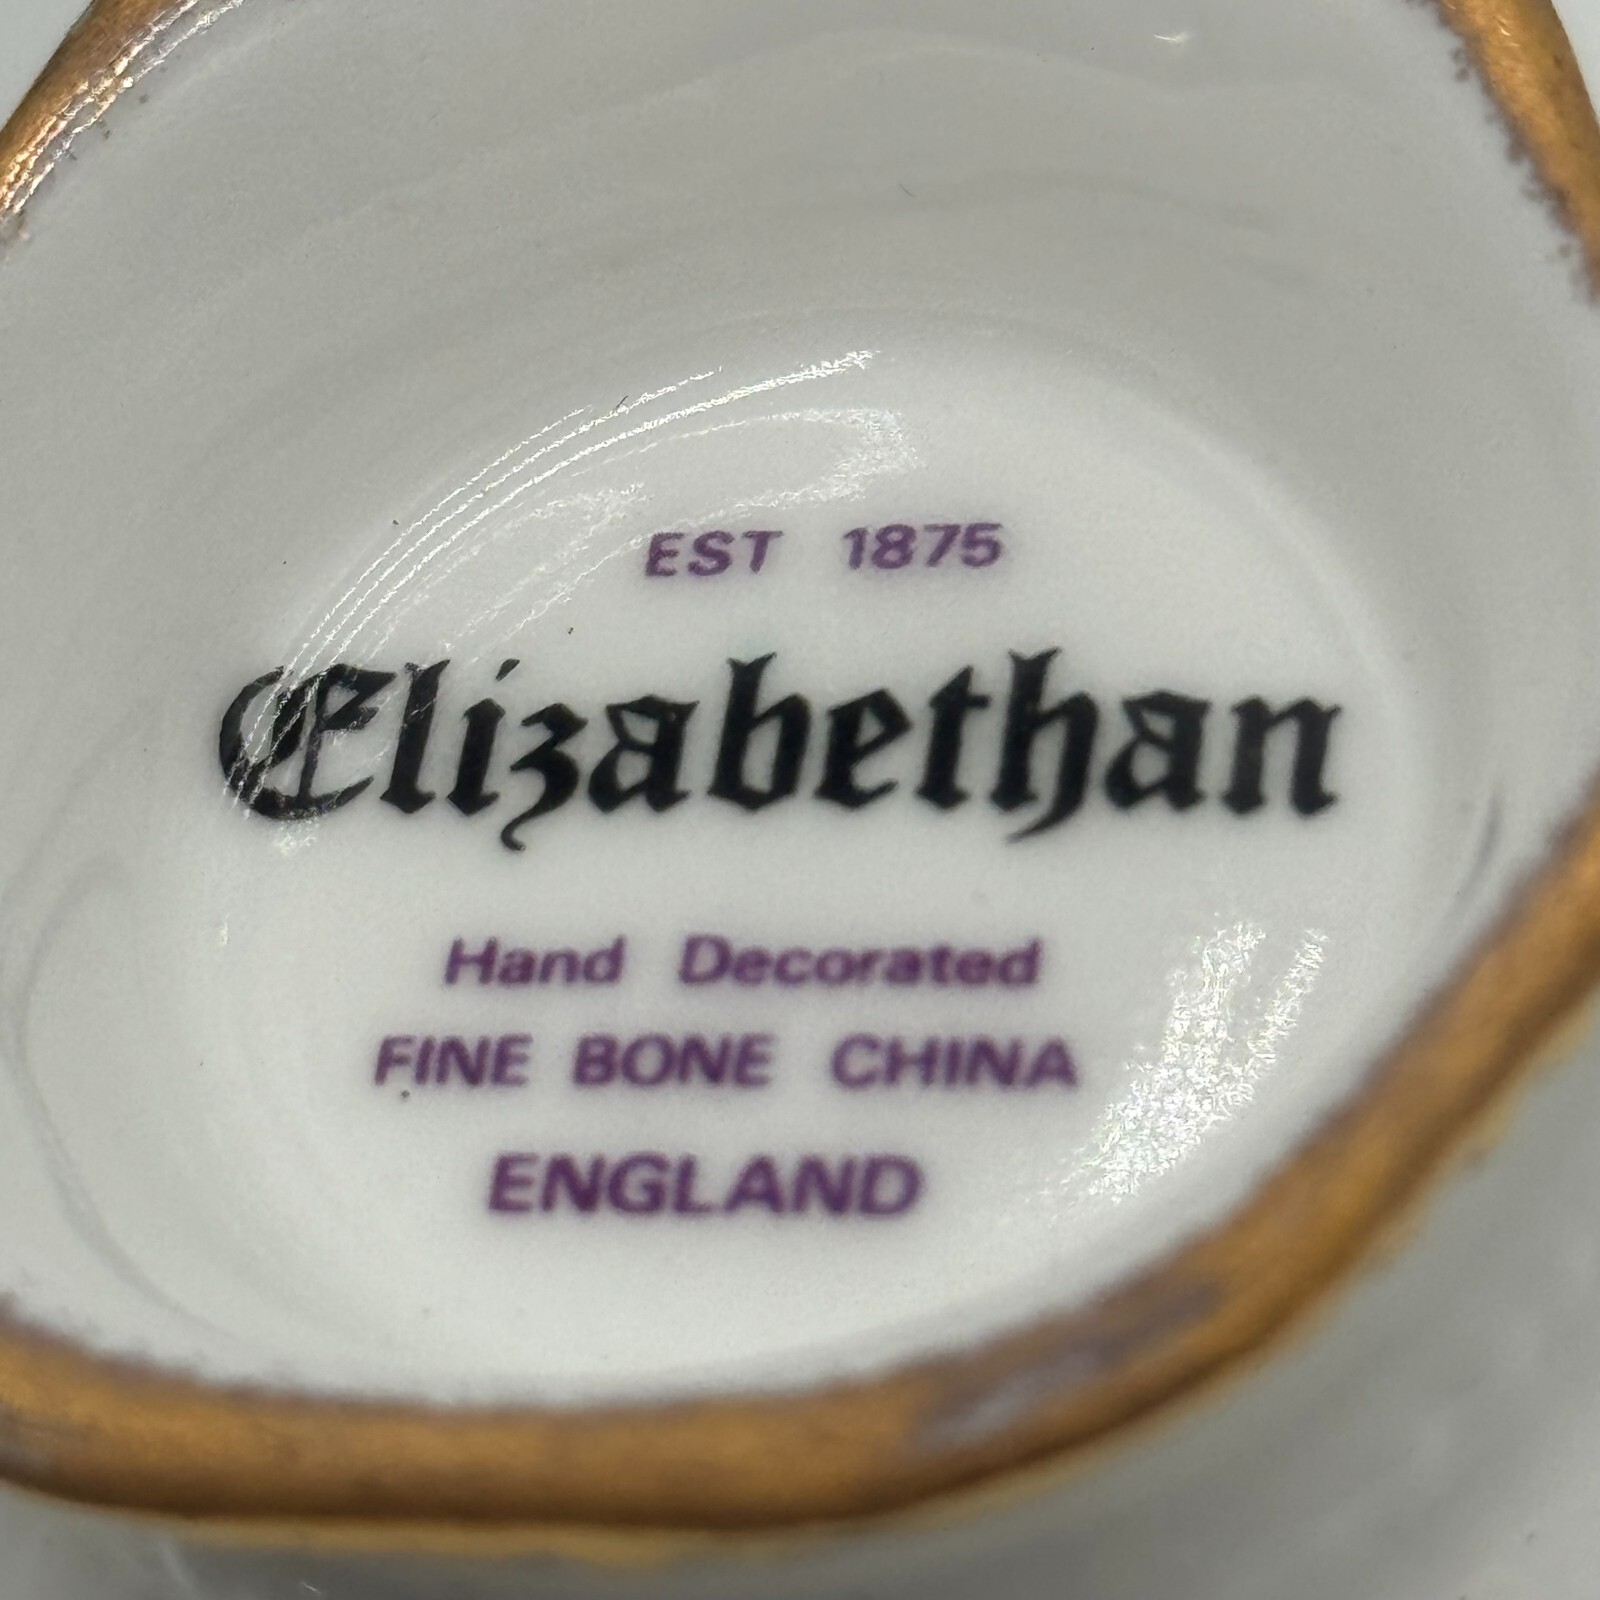 EST 1875
Elizabethan
Hand Decorated
FINE BONE CHINA
ENGLAND